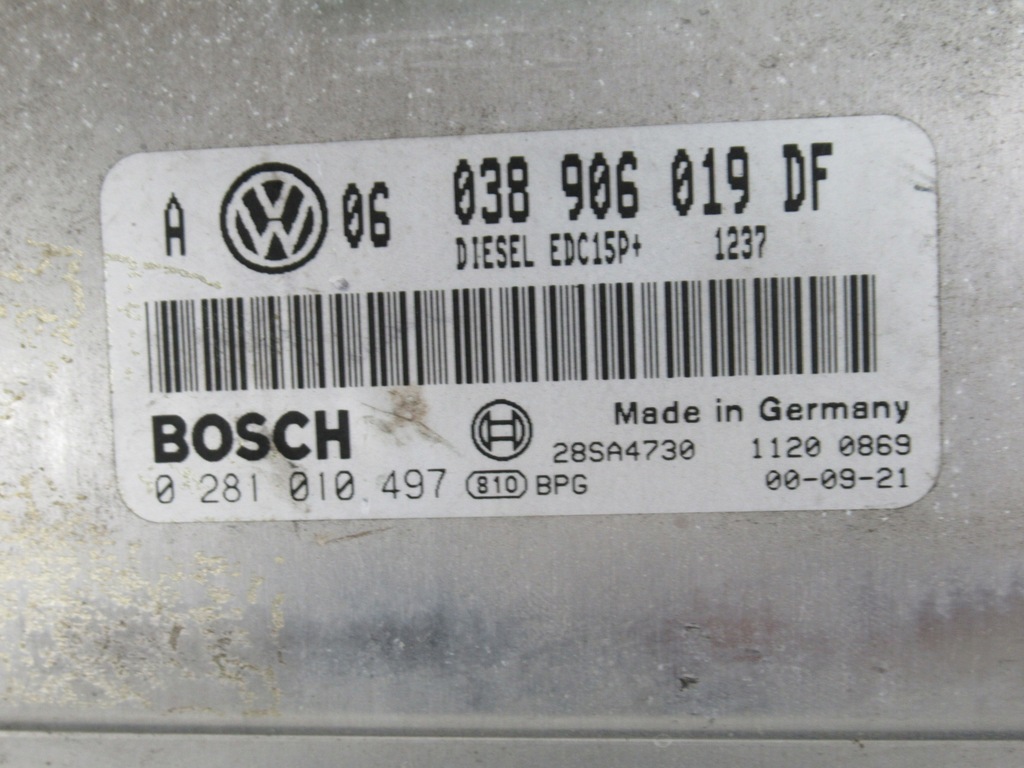 A VW 06 038 906 019 DF
DIESEL EDC15P+ 1237
BOSCH Made in Germany
28SA4730 1120 0869
0 281 010 497 810 BPG 00-09-21